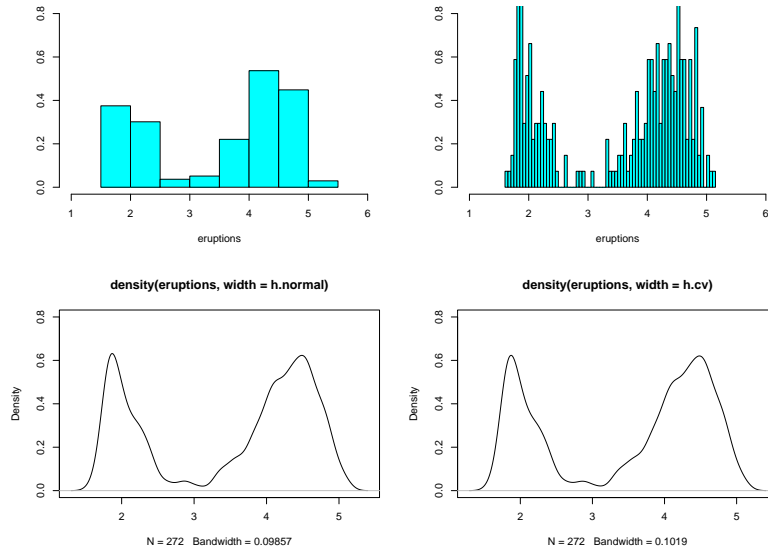 0.8
0.6
0.4
0.2
0.0
1 2 3 4 5 6
eruptions
0.8
0.6
0.4
0.2
0.0
1 2 3 4 5 6
eruptions
density(eruptions, width = h.normal)
Density
0.8
0.6
0.4
0.2
0.0
2 3 4 5
N = 272 Bandwidth = 0.09857
density(eruptions, width = h.cv)
Density
0.8
0.6
0.4
0.2
0.0
2 3 4 5
N = 272 Bandwidth = 0.1019